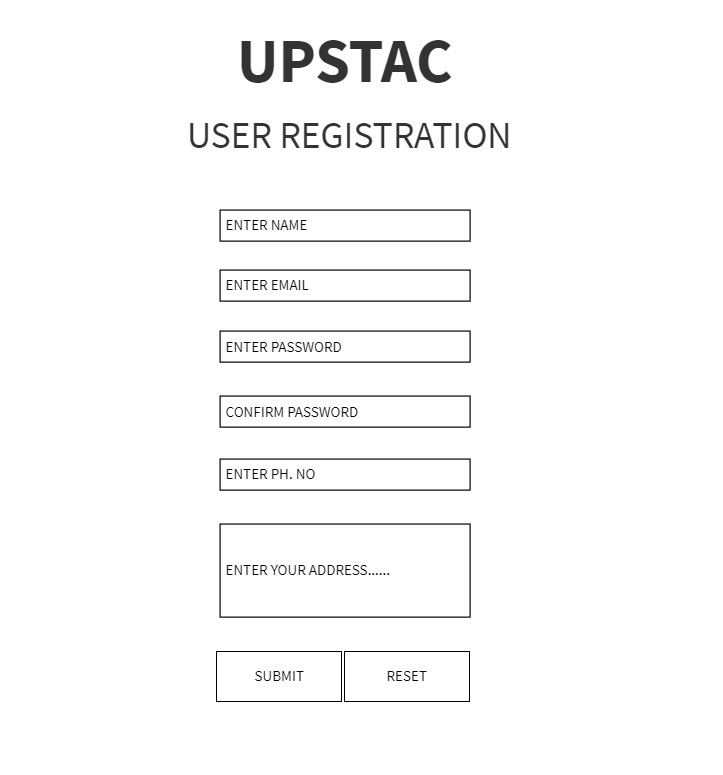 UPSTAC
USER REGISTRATION
ENTER NAME
ENTER EMAIL
ENTER PASSWORD
CONFIRM PASSWORD
ENTER PH. NO
ENTER YOUR ADDRESS......
SUBMIT RESET